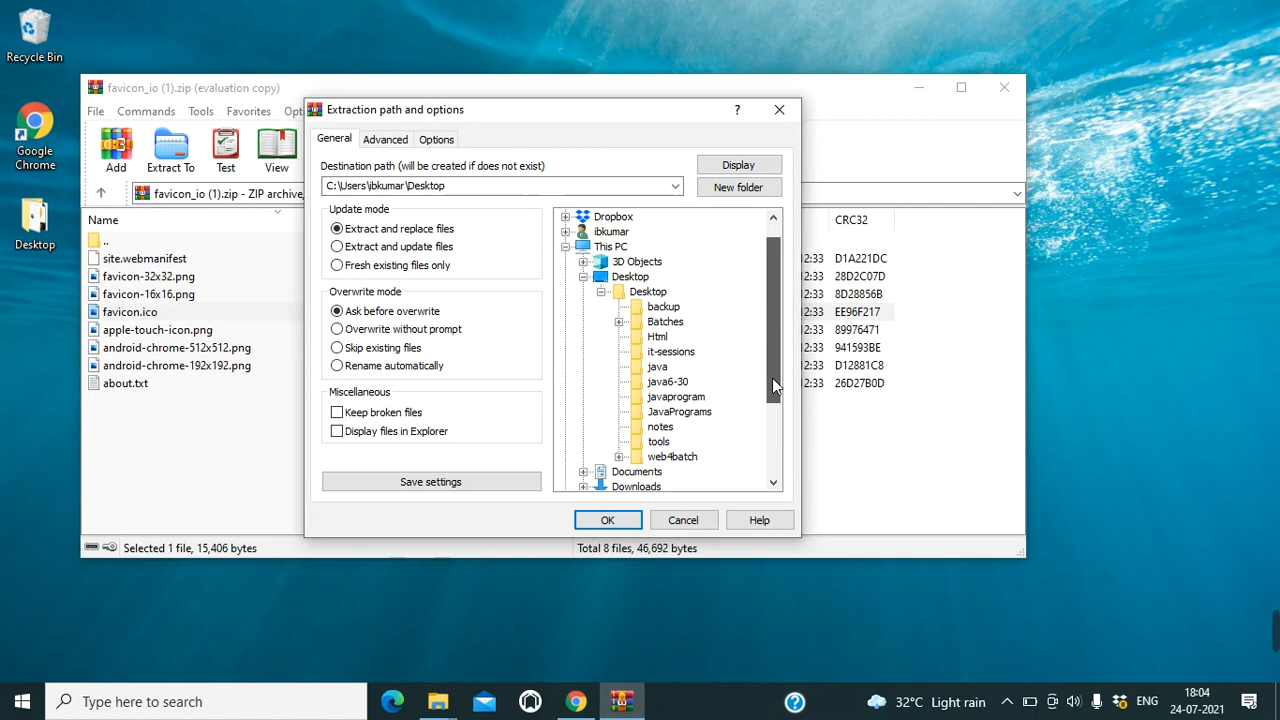 Recycle Bin
Google
Chrome
Desktop
favicon_io (1).zip (evaluation copy)
File Commands Tools Favorites Opt
Add Extract To Test View
favicon_io (1).zip - ZIP archive,
Name
CRC32
..
site.webmanifest
12:33 D1A221DC
favicon-32x32.png
12:33 28D2C07D
favicon-16x16.png
12:33 8D28856B
favicon.ico
12:33 EE96F217
apple-touch-icon.png
12:33 89976471
android-chrome-512x512.png
12:33 941593BE
android-chrome-192x192.png
12:33 D12881C8
about.txt
12:33 26D27B0D
Selected 1 file, 15,406 bytes
Total 8 files, 46,692 bytes
Extraction path and options
?
General Advanced Options
Destination path (will be created if does not exist)
Display
C:\Users\ibkumar\Desktop
New folder
Update mode
Extract and replace files
Extract and update files
Fresh existing files only
Overwrite mode
Ask before overwrite
Overwrite without prompt
Skip existing files
Rename automatically
Miscellaneous
Keep broken files
Display files in Explorer
Save settings
Dropbox
ibkumar
This PC
3D Objects
Desktop
Desktop
backup
Batches
Html
it-sessions
java
java6-30
javaprogram
JavaPrograms
notes
tools
web4batch
Documents
Downloads
OK Cancel Help
Type here to search
32°C Light rain
ENG
18:04
24-07-2021